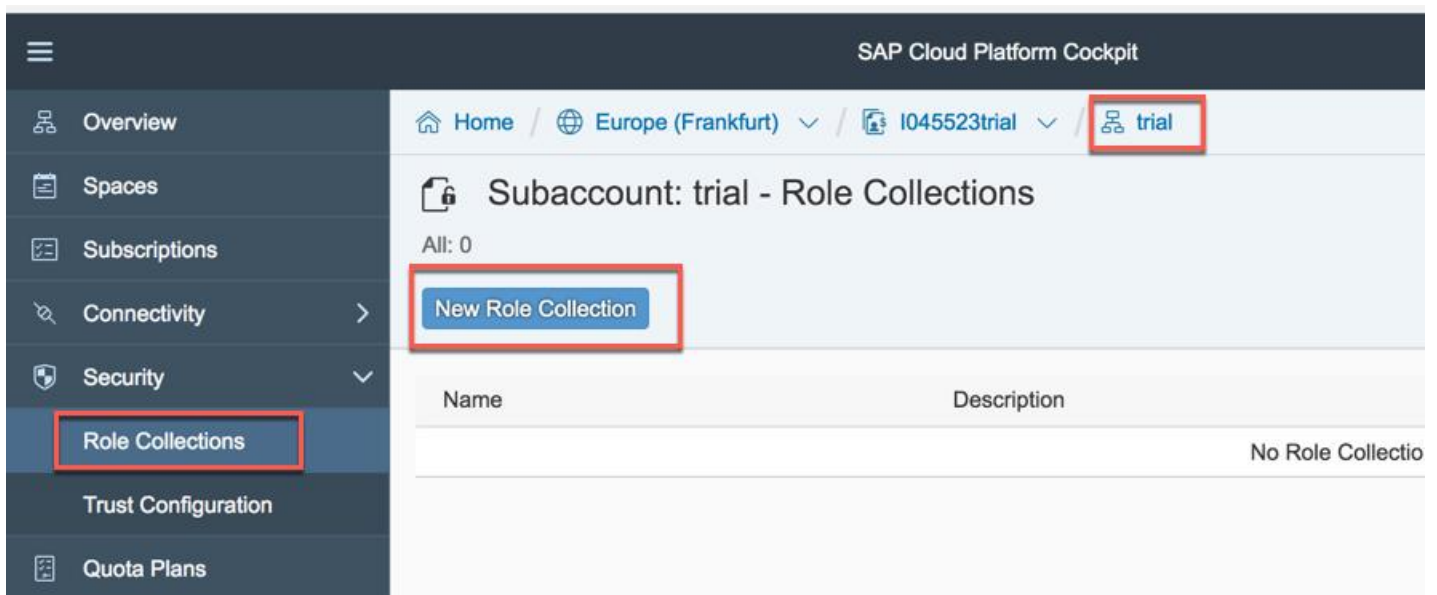 SAP Cloud Platform Cockpit
Overview
Spaces
Subscriptions
Connectivity
Security
Role Collections
Trust Configuration
Quota Plans
Home / Europe (Frankfurt) / I045523trial / trial
Subaccount: trial - Role Collections
All: 0
New Role Collection
Name Description
No Role Collectio